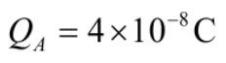 Q_A = 4×10⁻⁸ C